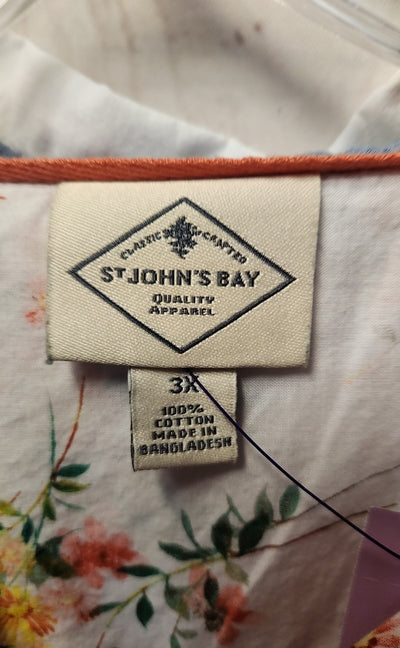 CLASSIC CRAFTED
ST JOHN'S BAY
QUALITY
APPAREL
3X
100%
COTTON
MADE IN
BANGLADESH